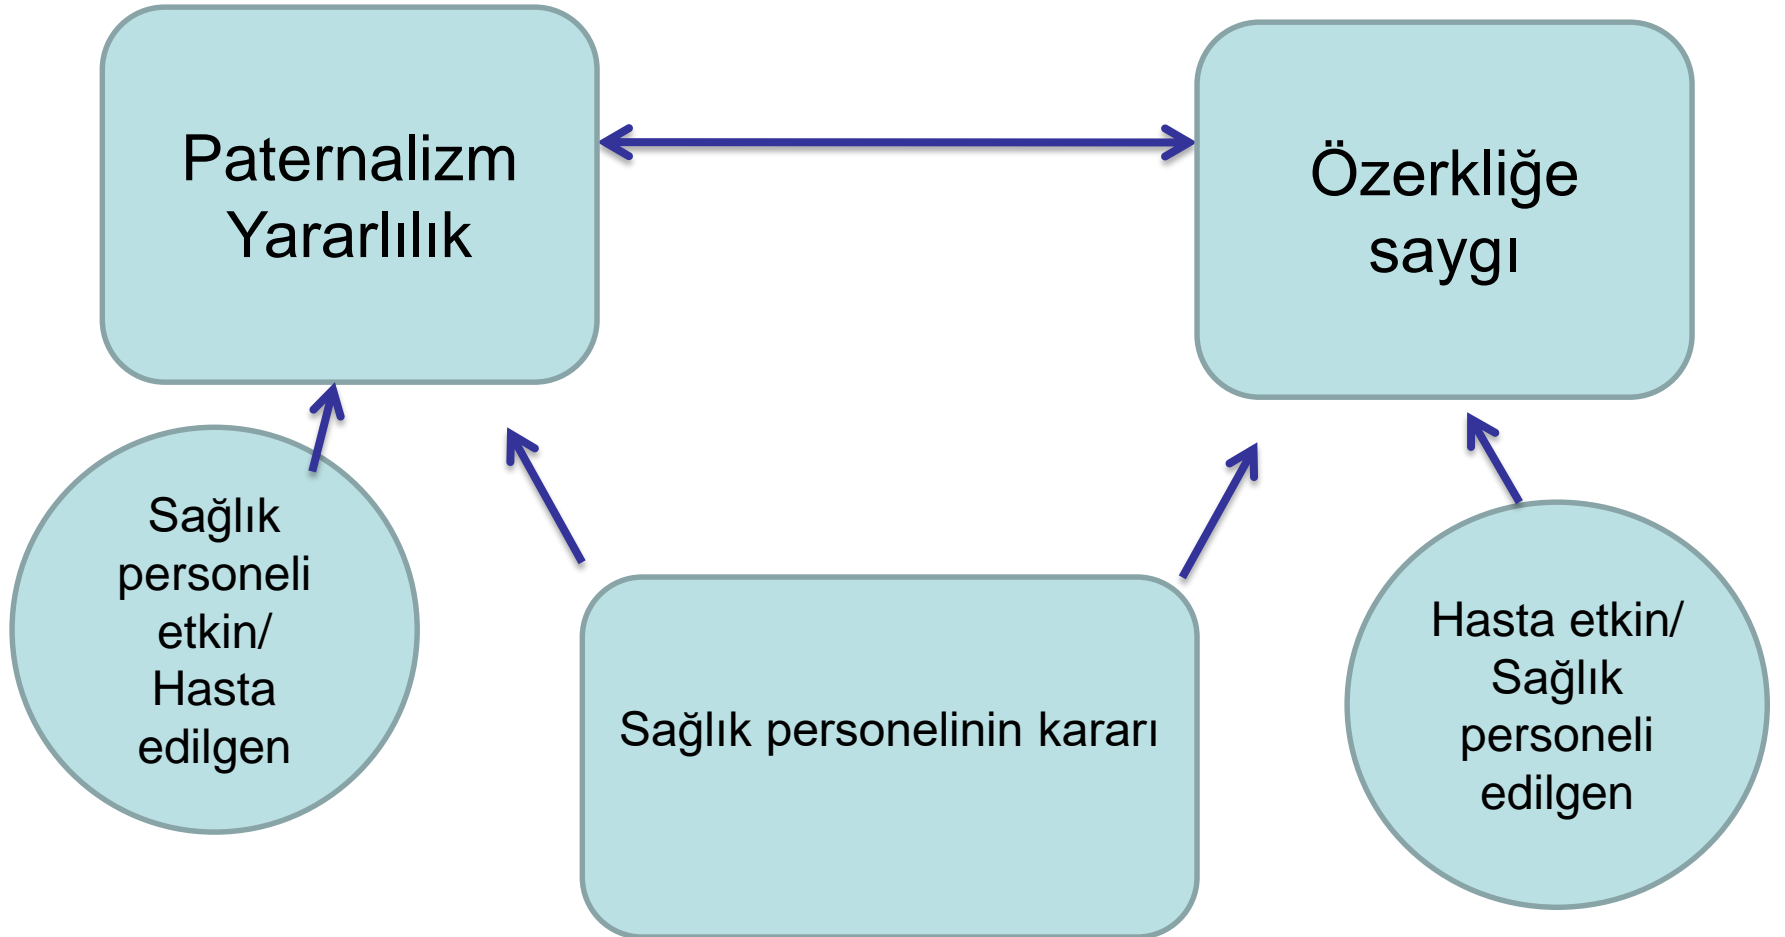 Paternalizm
Yararlılık
Özerkliğe
saygı
Sağlık
personeli
etkin/
Hasta
edilgen
Sağlık personelinin kararı
Hasta etkin/
Sağlık
personeli
edilgen